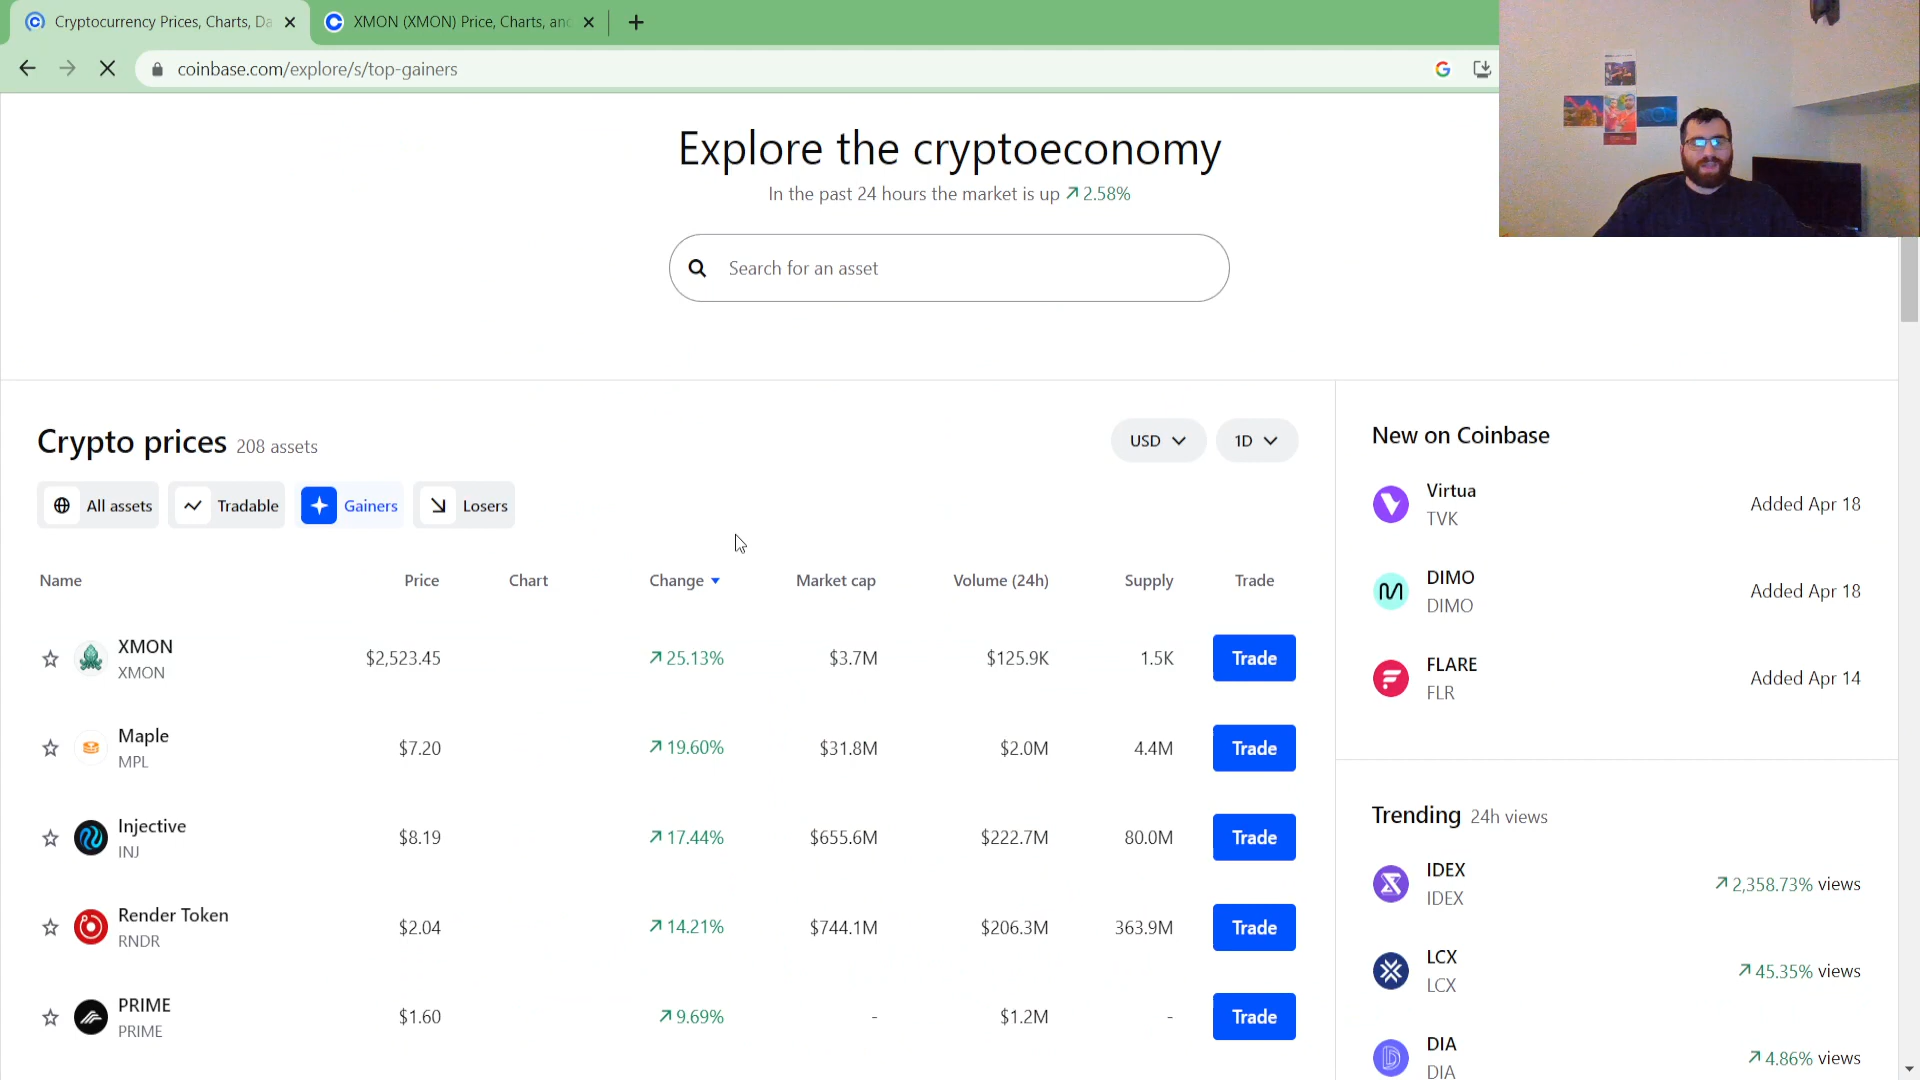 Cryptocurrency Prices, Charts, Da
XMON (XMON) Price, Charts, an
coinbase.com/explore/s/top-gainers
Explore the cryptoeconomy
In the past 24 hours the market is up ↗ 2.58%
Search for an asset
Crypto prices 208 assets
USD 1D
All assets Tradable Gainers Losers
Name Price Chart Change Market cap Volume (24h) Supply Trade
XMON
XMON
$2,523.45 ↗ 25.13% $3.7M $125.9K 1.5K Trade
Maple
MPL
$7.20 ↗ 19.60% $31.8M $2.0M 4.4M Trade
Injective
INJ
$8.19 ↗ 17.44% $655.6M $222.7M 80.0M Trade
Render Token
RNDR
$2.04 ↗ 14.21% $744.1M $206.3M 363.9M Trade
PRIME
PRIME
$1.60 ↗ 9.69% - $1.2M - Trade
New on Coinbase
Virtua
TVK
Added Apr 18
DIMO
DIMO
Added Apr 18
FLARE
FLR
Added Apr 14
Trending 24h views
IDEX
IDEX
↗ 2,358.73% views
LCX
LCX
↗ 45.35% views
DIA
DIA
↗ 4.86% views